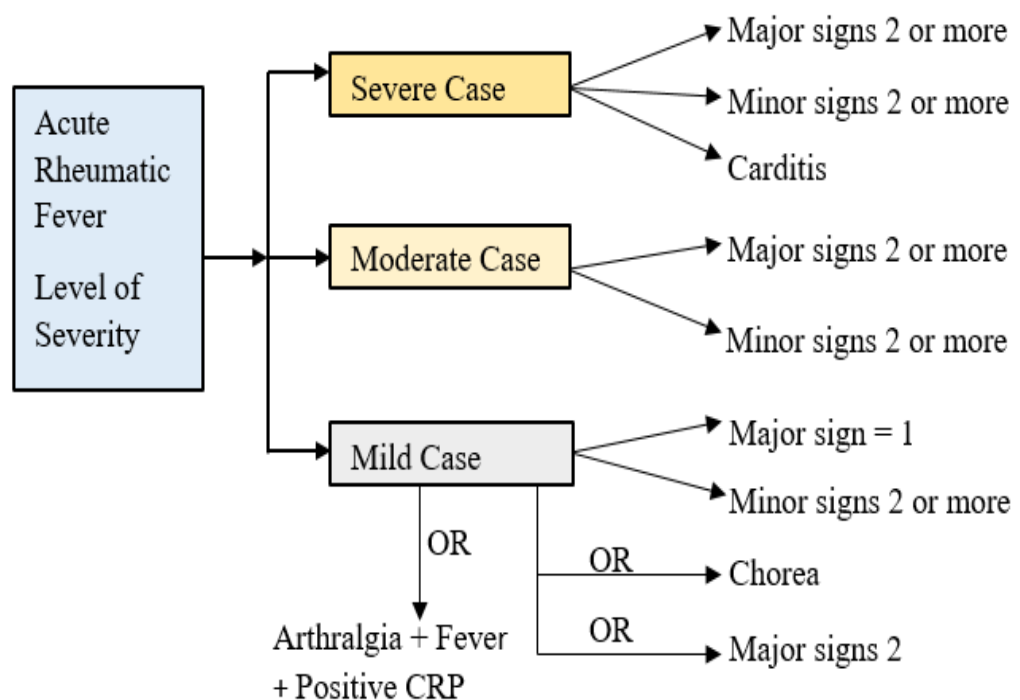 Acute
Rheumatic
Fever
Level of
Severity
Severe Case
Major signs 2 or more
Minor signs 2 or more
Carditis
Moderate Case
Major signs 2 or more
Minor signs 2 or more
Mild Case
Major sign = 1
Minor signs 2 or more
OR
Arthralgia + Fever
+ Positive CRP
OR
Chorea
OR
Major signs 2